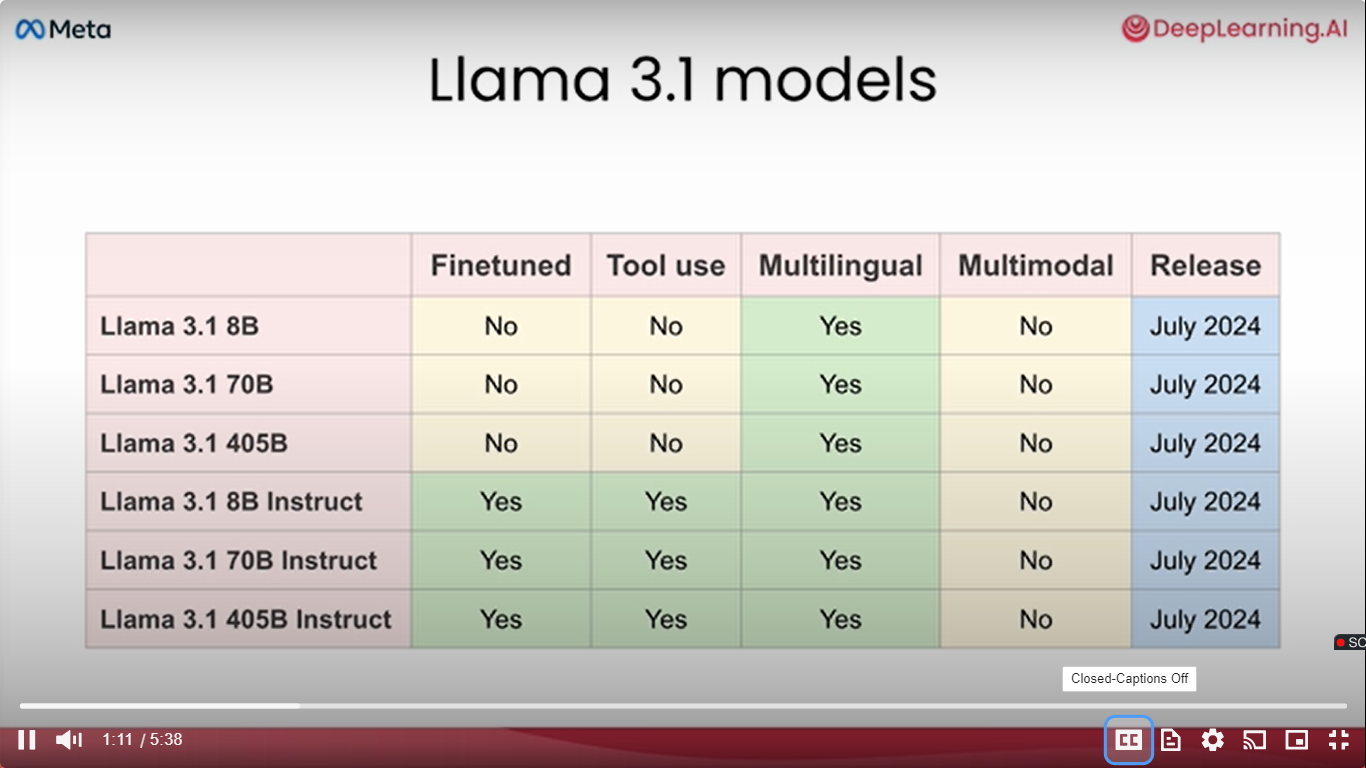 Meta
DeepLearning.AI
Llama 3.1 models
Finetuned Tool use Multilingual Multimodal Release
Llama 3.1 8B No No Yes No July 2024
Llama 3.1 70B No No Yes No July 2024
Llama 3.1 405B No No Yes No July 2024
Llama 3.1 8B Instruct Yes Yes Yes No July 2024
Llama 3.1 70B Instruct Yes Yes Yes No July 2024
Llama 3.1 405B Instruct Yes Yes Yes No July 2024
SC
Closed-Captions Off
1:11 / 5:38
CC